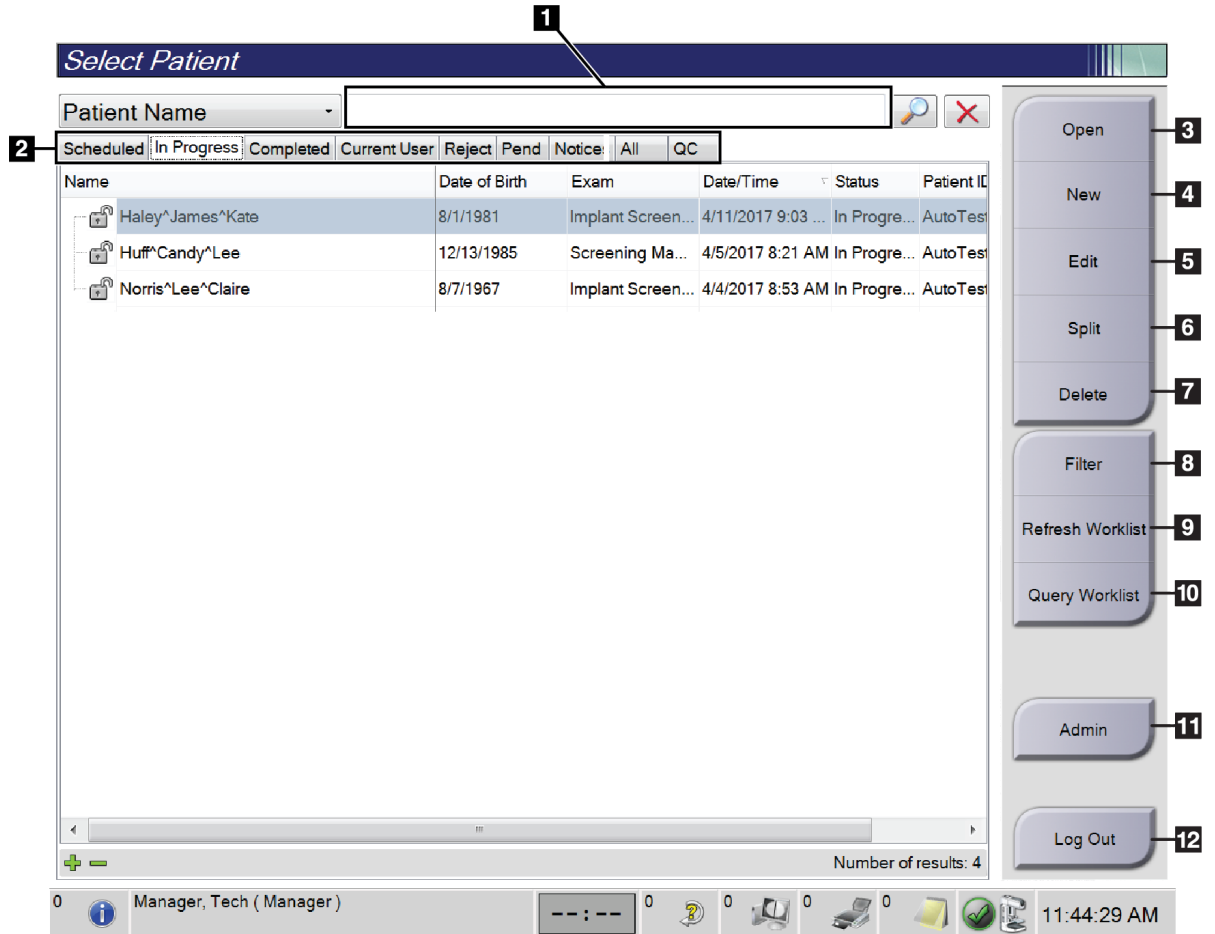 1
Select Patient
Patient Name
2
Scheduled In Progress Completed Current User Reject Pend Notice All QC
Name Date of Birth Exam Date/Time Status Patient ID
Haley^James^Kate 8/1/1981 Implant Screen... 4/11/2017 9:03 ... In Progre... AutoTest
Huff^Candy^Lee 12/13/1985 Screening Ma... 4/5/2017 8:21 AM In Progre... AutoTest
Norris^Lee^Claire 8/7/1967 Implant Screen... 4/4/2017 8:53 AM In Progre... AutoTest
Number of results: 4
Open 3
New 4
Edit 5
Split 6
Delete 7
Filter 8
Refresh Worklist 9
Query Worklist 10
Admin 11
Log Out 12
0 Manager, Tech ( Manager ) --:-- 0 0 0 0 11:44:29 AM